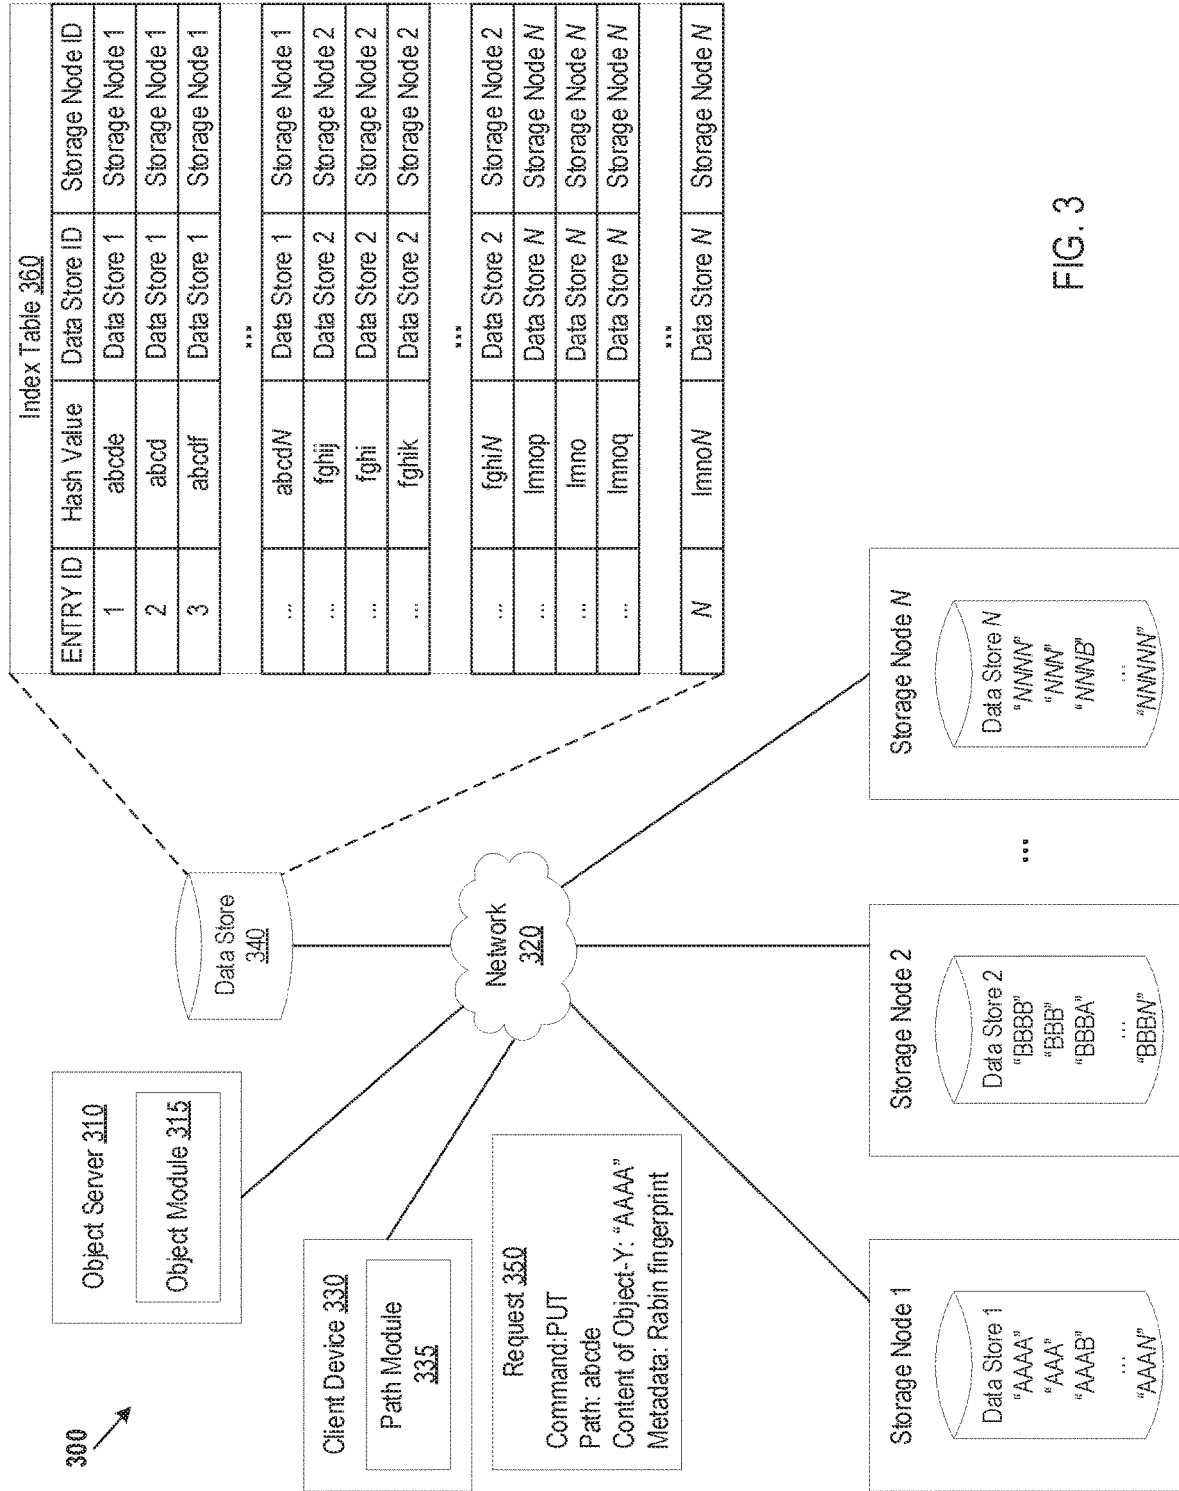 300
Object Server 310
Object Module 315
Client Device 330
Path Module
335
Request 350
Command:PUT
Path: abcde
Content of Object-Y: “AAAA”
Metadata: Rabin fingerprint
Data Store
340
Network
320
Storage Node 1
Data Store 1
“AAAA”
“AAA”
“AAAB”
...
“AAAN”
Storage Node 2
Data Store 2
“BBBB”
“BBB”
“BBBA”
...
“BBBN”
...
Storage Node N
Data Store N
“NNNN”
“NNN”
“NNNB”
...
“NNNNN”
Index Table 360
ENTRY ID Hash Value Data Store ID Storage Node ID
1 abcde Data Store 1 Storage Node 1
2 abcd Data Store 1 Storage Node 1
3 abcdf Data Store 1 Storage Node 1
...
... abcdN Data Store 1 Storage Node 1
... fghij Data Store 2 Storage Node 2
... fghi Data Store 2 Storage Node 2
... fghik Data Store 2 Storage Node 2
...
... fghiN Data Store 2 Storage Node 2
... lmnop Data Store N Storage Node N
... lmno Data Store N Storage Node N
... lmnoq Data Store N Storage Node N
...
N lmnoN Data Store N Storage Node N
FIG. 3